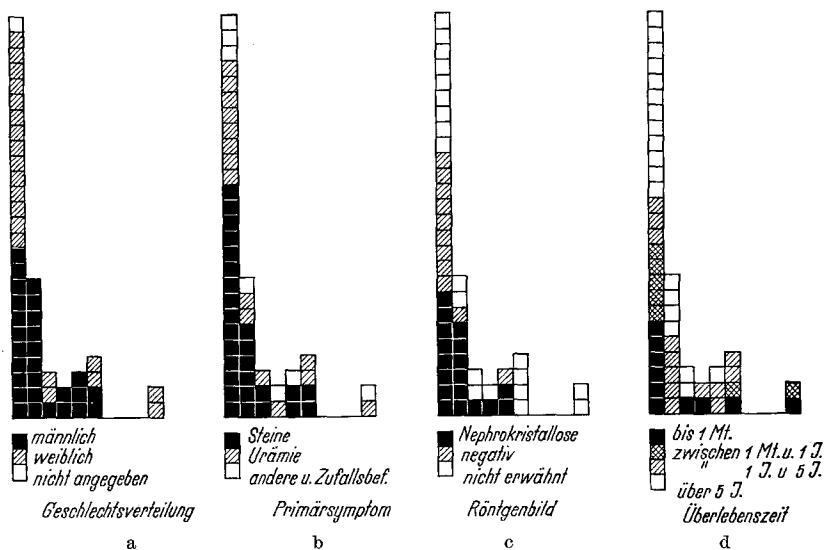 männlich
weiblich
nicht angegeben
Geschlechtsverteilung
a
Steine
Urämie
andere u. Zufallsbef.
Primärsymptom
b
Nephrokristallose
negativ
nicht erwähnt
Röntgenbild
c
bis 1 Mt.
zwischen 1 Mt. u. 1 J.
" 1 J. u 5 J.
über 5 J.
Überlebenszeit
d